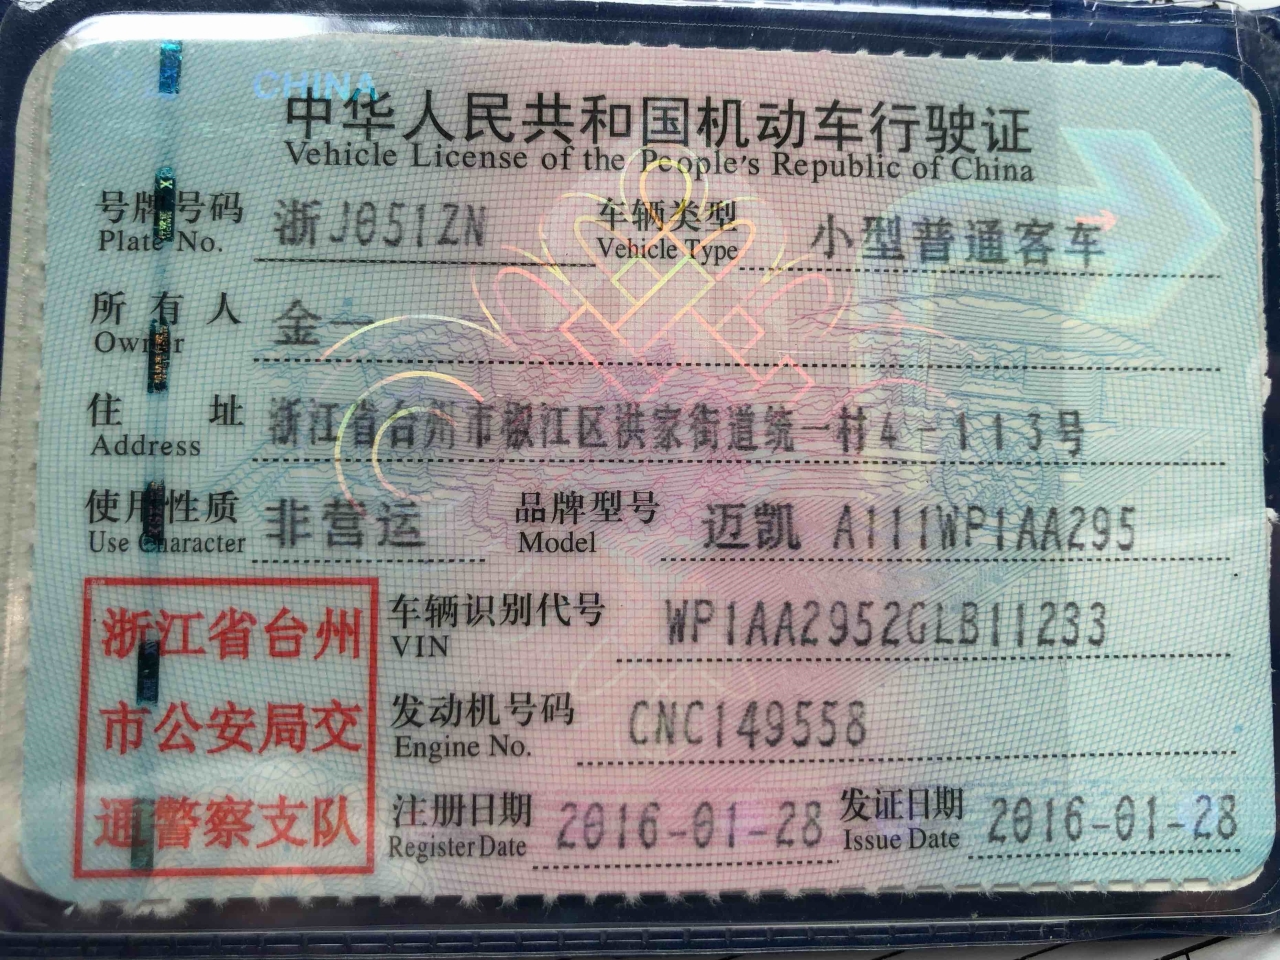 CHINA
中华人民共和国机动车行驶证
Vehicle License of the People's Republic of China
号牌号码 浙J051ZN 车辆类型 小型普通客车
Plate No. Vehicle Type
所有人 金一
Owner
住址 浙江省台州市椒江区洪家街道统一村4-113号
Address
使用性质 非营运 品牌型号 迈凯 A111WP1AA295
Use Character Model
浙江省台州
市公安局交
通警察支队
车辆识别代号 WP1AA2952GLB11233
VIN
发动机号码 CNC149558
Engine No.
注册日期 2016-01-28 发证日期 2016-01-28
Register Date Issue Date